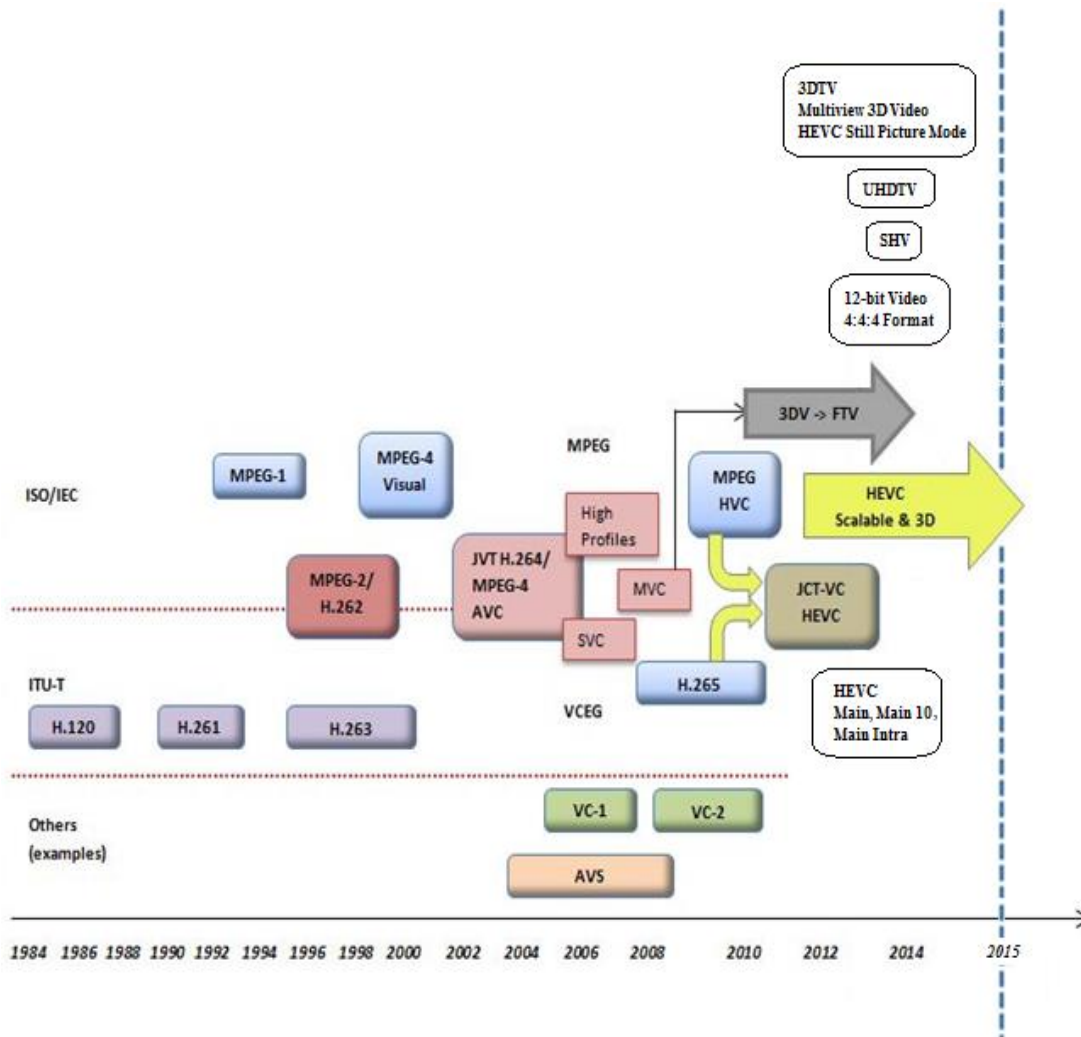 3DTV
Multiview 3D Video
HEVC Still Picture Mode
UHDTV
SHV
12-bit Video
4:4:4 Format
3DV -> FTV
MPEG
MPEG-1
MPEG-4
Visual
ISO/IEC
High
Profiles
MPEG
HVC
HEVC
Scalable & 3D
MPEG-2/
H.262
JVT H.264/
MPEG-4
AVC
MVC
SVC
JCT-VC
HEVC
ITU-T
H.265
VCEG
H.120
H.261
H.263
HEVC
Main, Main 10,
Main Intra
Others
(examples)
VC-1
VC-2
AVS
1984 1986 1988 1990 1992 1994 1996 1998 2000 2002 2004 2006 2008 2010 2012 2014 2015